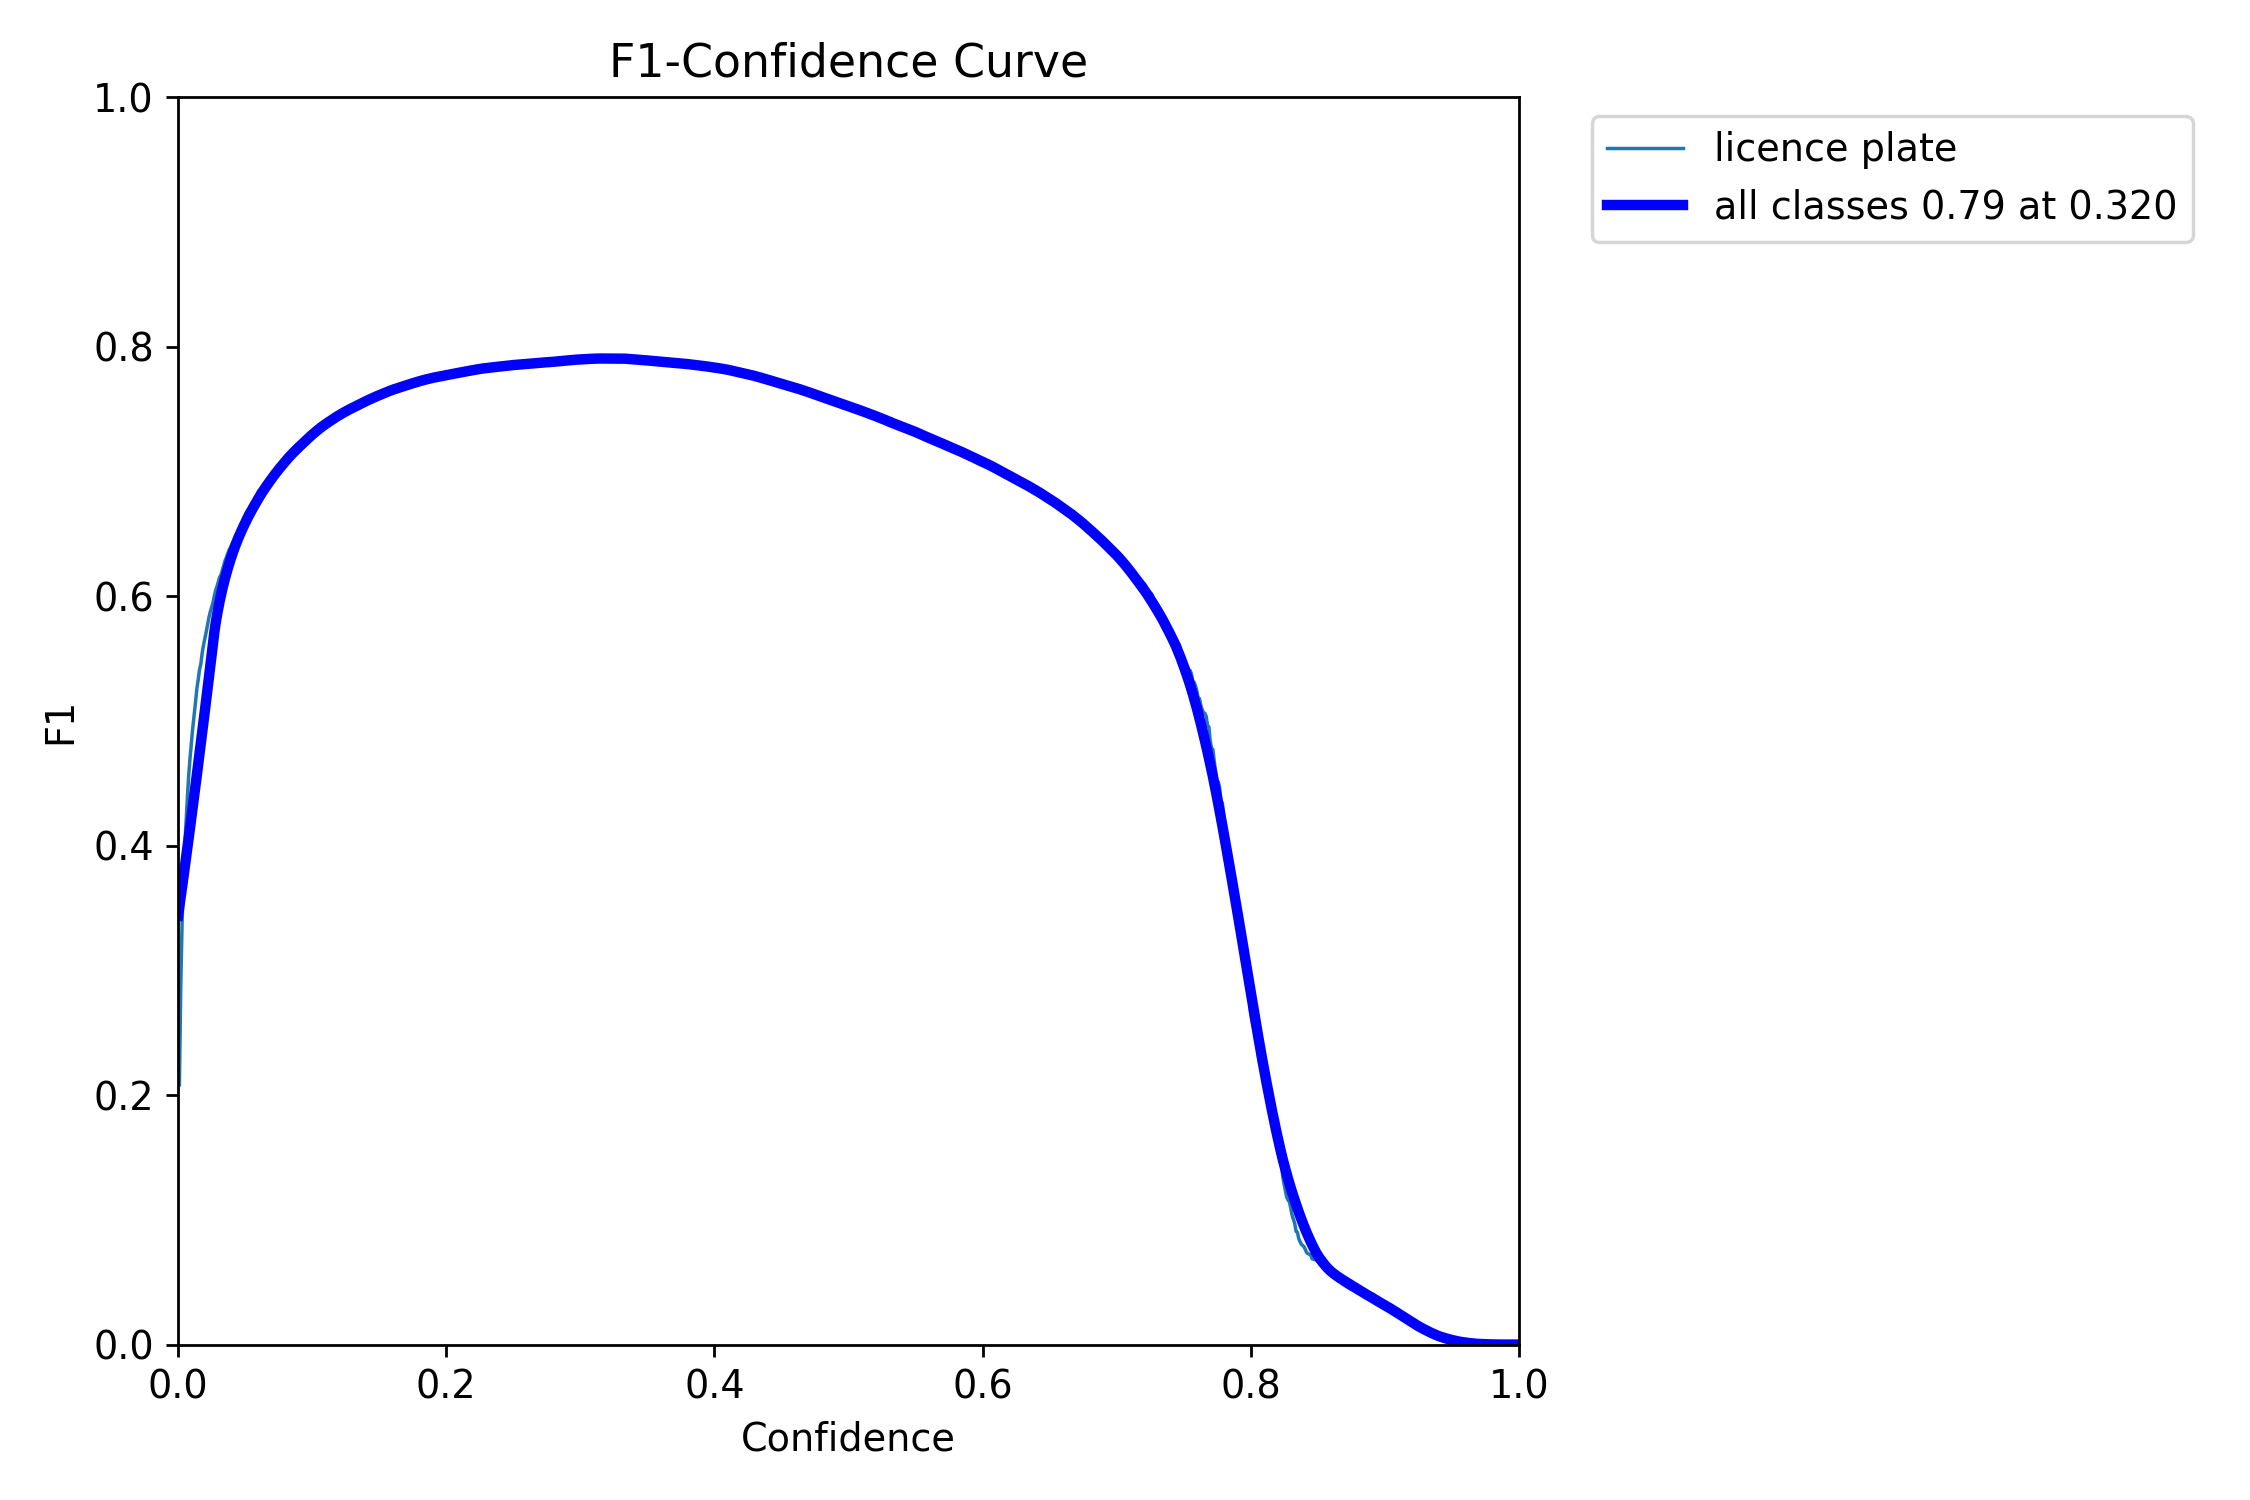 F1-Confidence Curve
1.0
0.8
0.6
0.4
0.2
0.0
F1
0.0 0.2 0.4 0.6 0.8 1.0
Confidence
licence plate
all classes 0.79 at 0.320